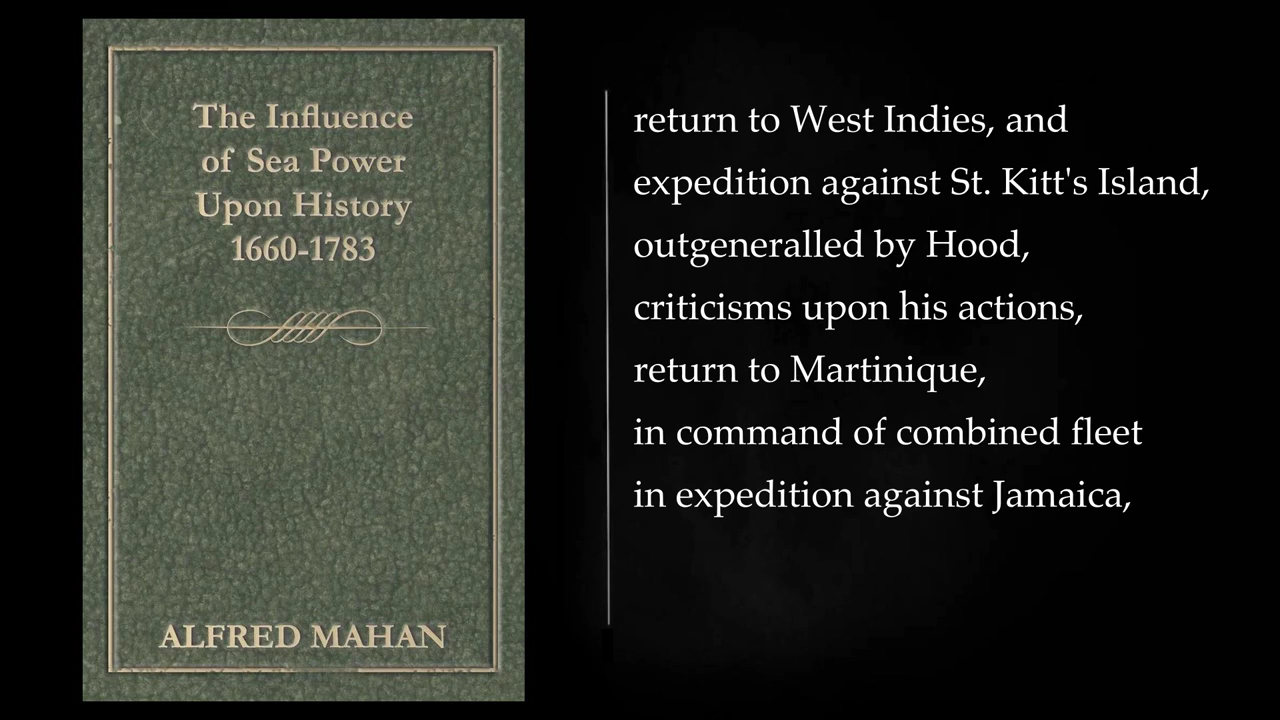 The Influence
of Sea Power
Upon History
1660-1783
ALFRED MAHAN
return to West Indies, and
expedition against St. Kitt's Island,
outgeneralled by Hood,
criticisms upon his actions,
return to Martinique,
in command of combined fleet
in expedition against Jamaica,